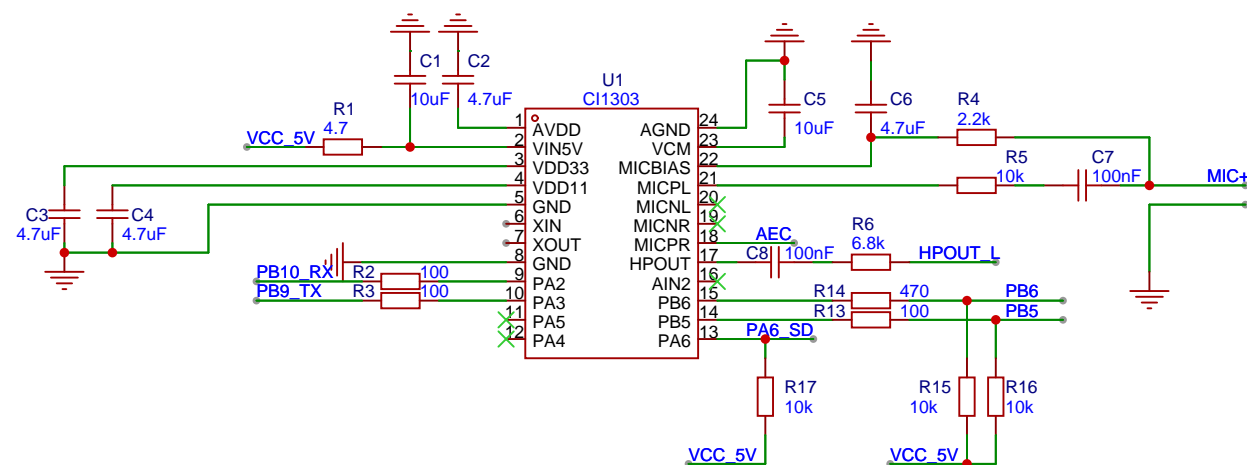 C1
10uF
C2
4.7uF
U1
CI1303
C5
10uF
C6
4.7uF
R4
2.2k
R1
4.7
VCC_5V
1 AVDD
2 VIN5V
3 VDD33
4 VDD11
5 GND
6 XIN
7 XOUT
8 GND
9 PA2
10 PA3
11 PA5
12 PA4
AGND 24
VCM 23
MICBIAS 22
MICPL 21
MICNL 20
MICNR 19
MICPR 18
HPOUT 17
AIN2 16
PB6 15
PB5 14
PA6 13
R5
10k
C7
100nF
MIC+
C3
4.7uF
C4
4.7uF
AEC
C8 100nF
R6
6.8k
HPOUT_L
PB10_RX R2 100
PB9_TX R3 100
R14 470 PB6
R13 100 PB5
PA6_SD
R17
10k
R15
10k
R16
10k
VCC_5V
VCC_5V